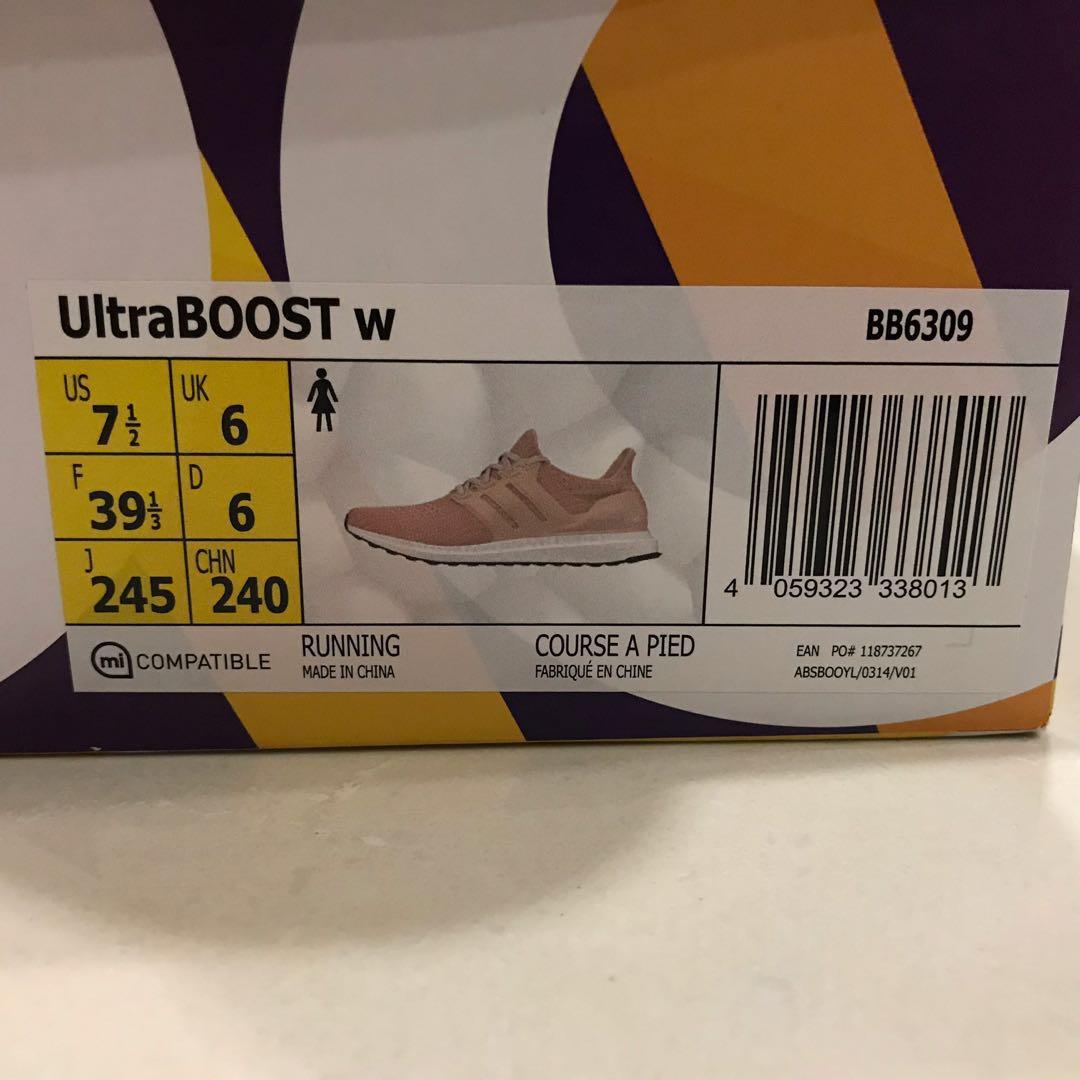 UltraBOOST w
BB6309
US 7½
UK 6
F 39⅓
D 6
J 245
CHN 240
4 059323 338013
mi COMPATIBLE
RUNNING
MADE IN CHINA
COURSE A PIED
FABRIQUÉ EN CHINE
EAN PO# 118737267
ABSBOOYL/0314/V01